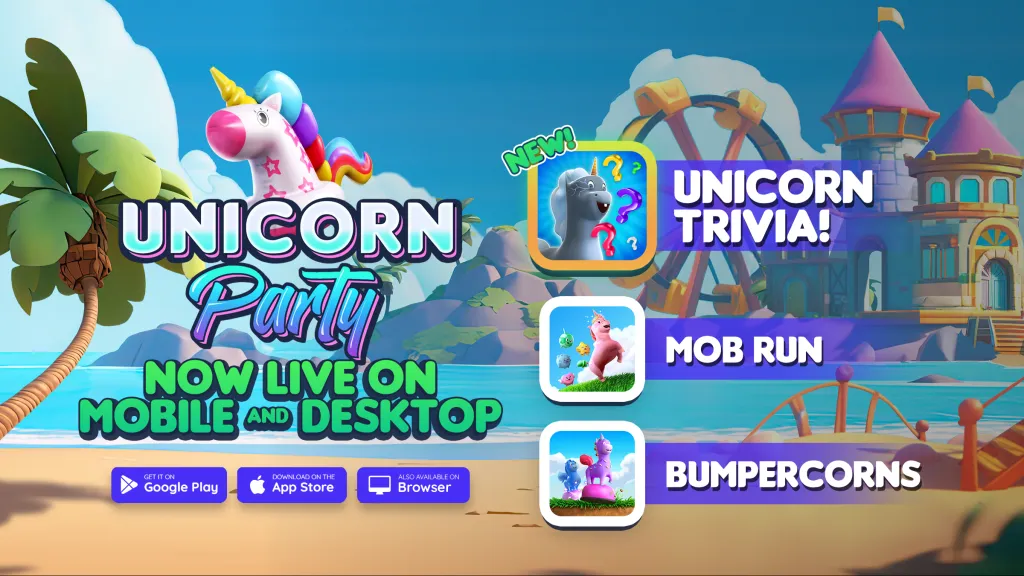 UNICORN
Party
NOW LIVE ON
MOBILE AND DESKTOP
GET IT ON
Google Play
DOWNLOAD ON THE
App Store
ALSO AVAILABLE ON
Browser
NEW!
UNICORN
TRIVIA!
MOB RUN
BUMPERCORNS